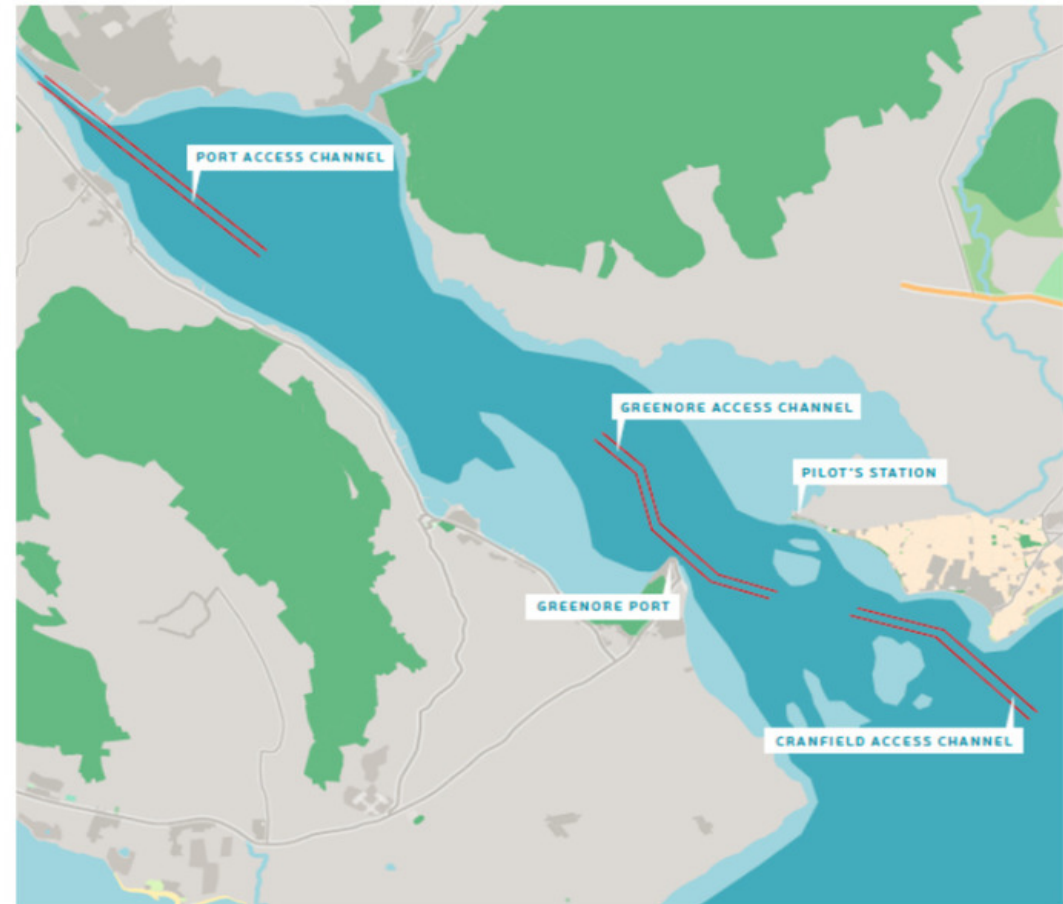 PORT ACCESS CHANNEL
GREENORE ACCESS CHANNEL
PILOT'S STATION
GREENORE PORT
CRANFIELD ACCESS CHANNEL